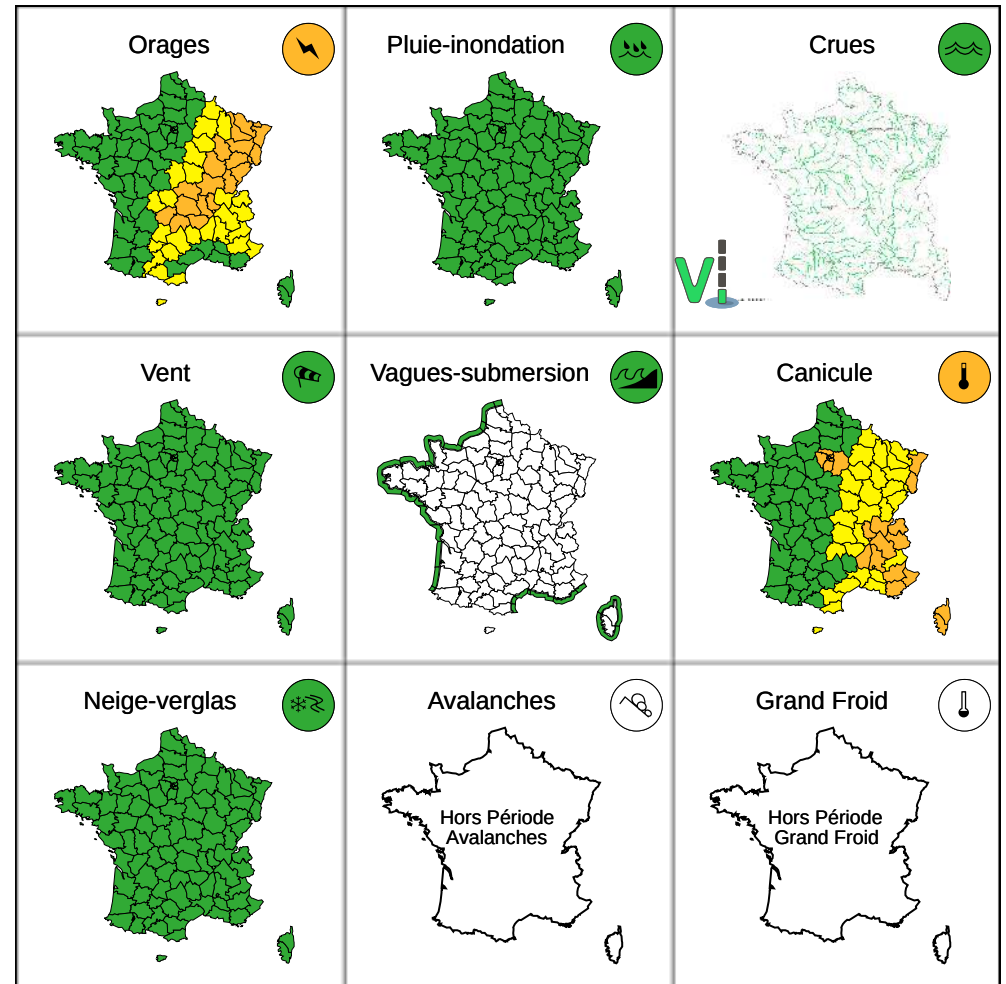 Orages
Pluie-inondation
Crues
Vi
Vent
Vagues-submersion
Canicule
Neige-verglas
Avalanches
Grand Froid
Hors Période
Avalanches
Hors Période
Grand Froid